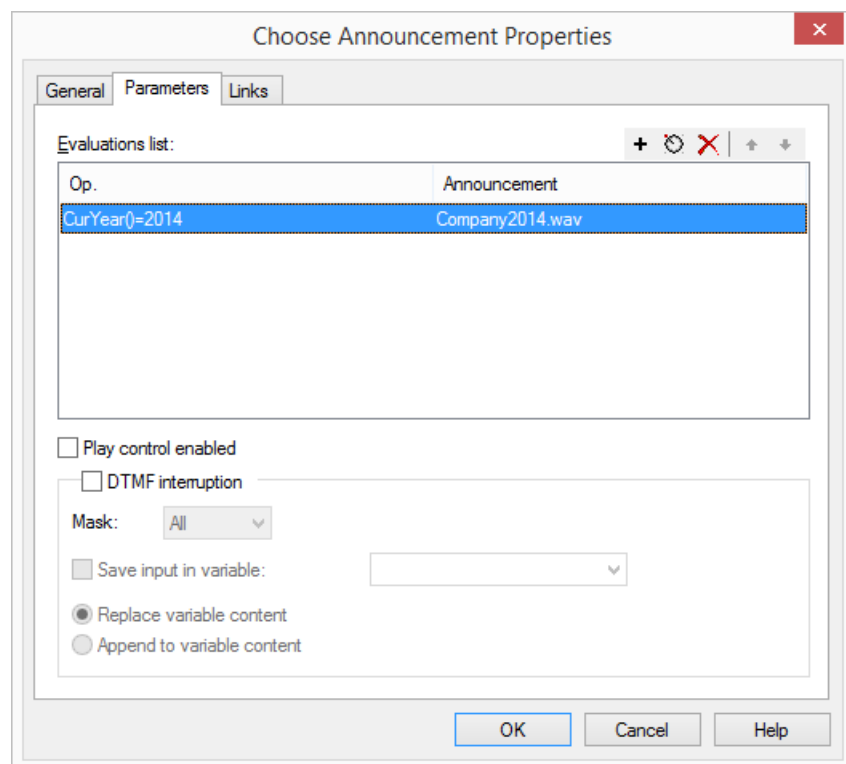 Choose Announcement Properties
General Parameters Links
Evaluations list:
Op. Announcement
CurYear()=2014 Company2014.wav
Play control enabled
DTMF interruption
Mask: All
Save input in variable:
Replace variable content
Append to variable content
OK Cancel Help